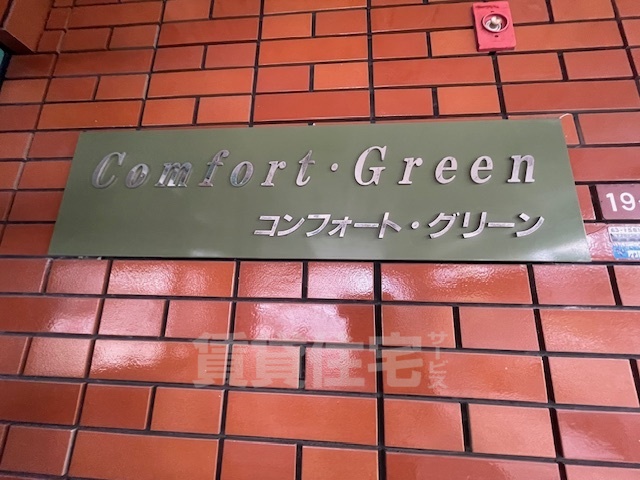 Comfort・Green
コンフォート・グリーン
19-
賃貸住宅サービス